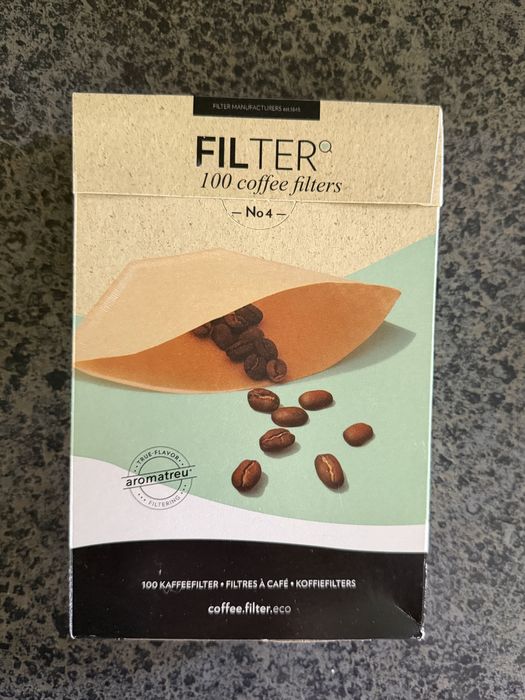 FILTER MANUFACTURERS est.1845
FILTER
100 coffee filters
No 4
TRUE FLAVOR
aromatreu®
FILTERING
100 KAFFEEFILTER • FILTRES À CAFÉ • KOFFIEFILTERS
coffee.filter.eco